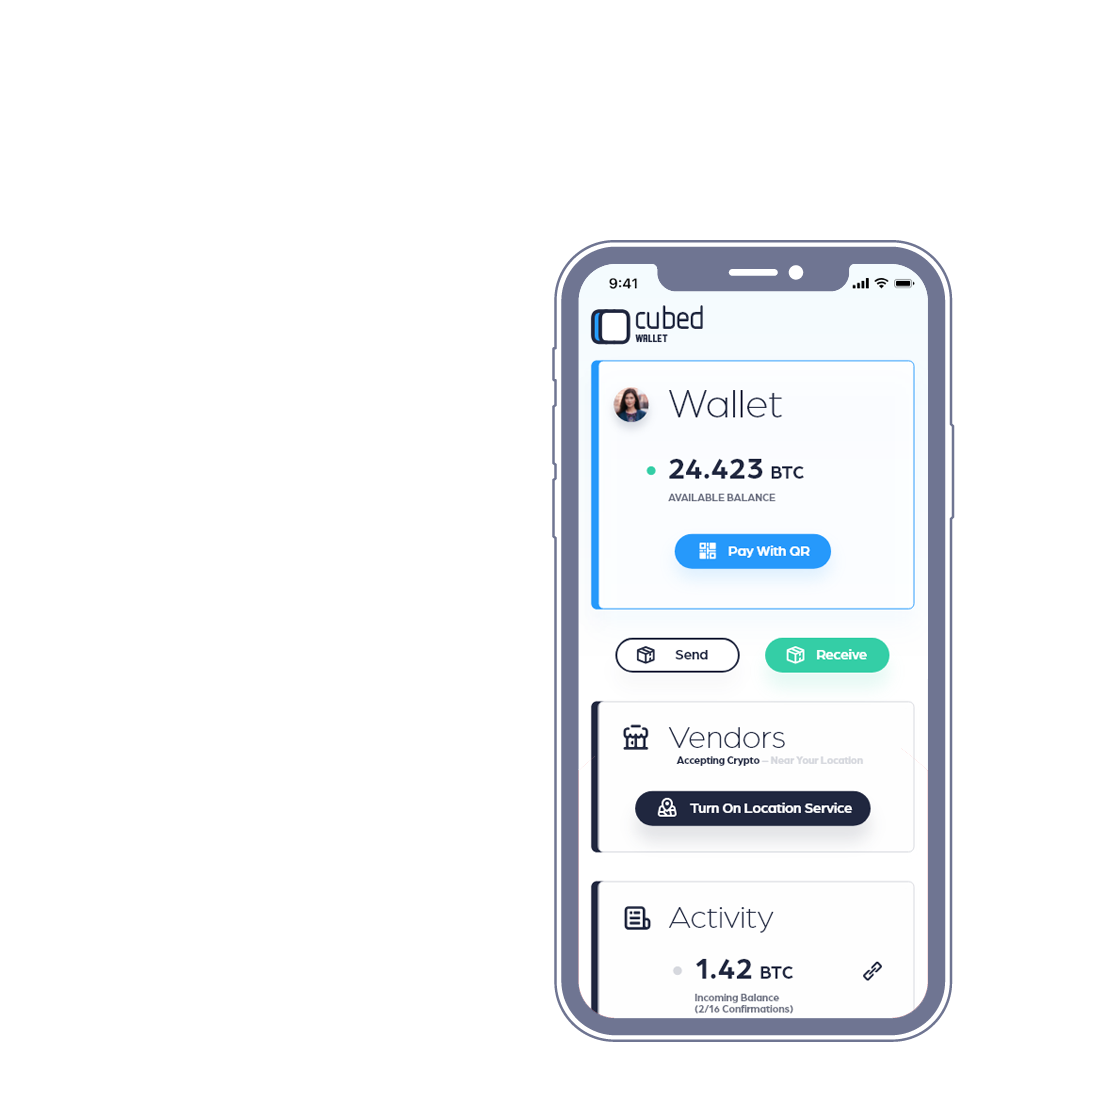 9:41
cubed
WALLET
Wallet
24.423 BTC
AVAILABLE BALANCE
Pay With QR
Send
Receive
Vendors
Accepting Crypto – Near Your Location
Turn On Location Service
Activity
1.42 BTC
Incoming Balance
(2/16 Confirmations)